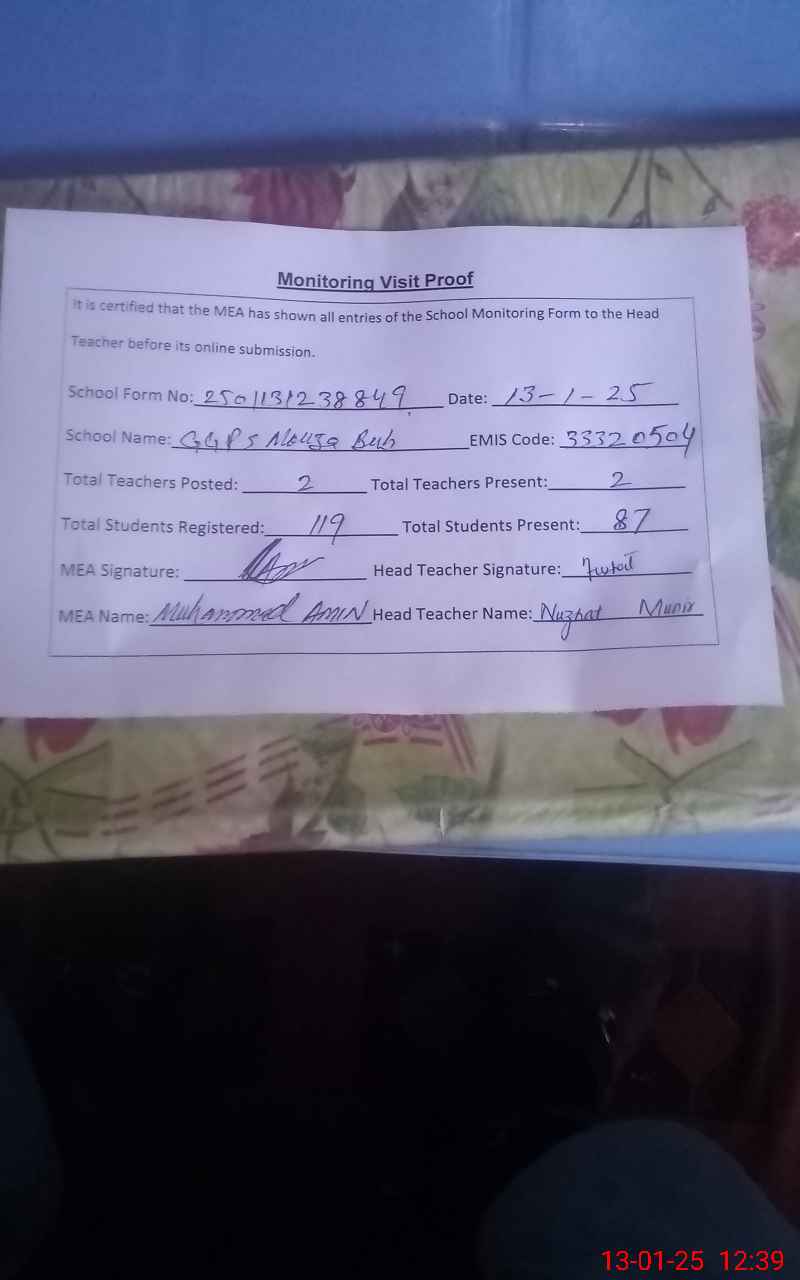 Monitoring Visit Proof
It is certified that the MEA has shown all entries of the School Monitoring Form to the Head
Teacher before its online submission.
School Form No: 2501131238849 Date: 13-1-25
School Name: GGPS Mouza Bub EMIS Code: 33320504
Total Teachers Posted: 2 Total Teachers Present: 2
Total Students Registered: 119 Total Students Present: 87
MEA Signature: Head Teacher Signature:
MEA Name: Muhammad AMIN Head Teacher Name: Nuzhat Munir
13-01-25 12:39